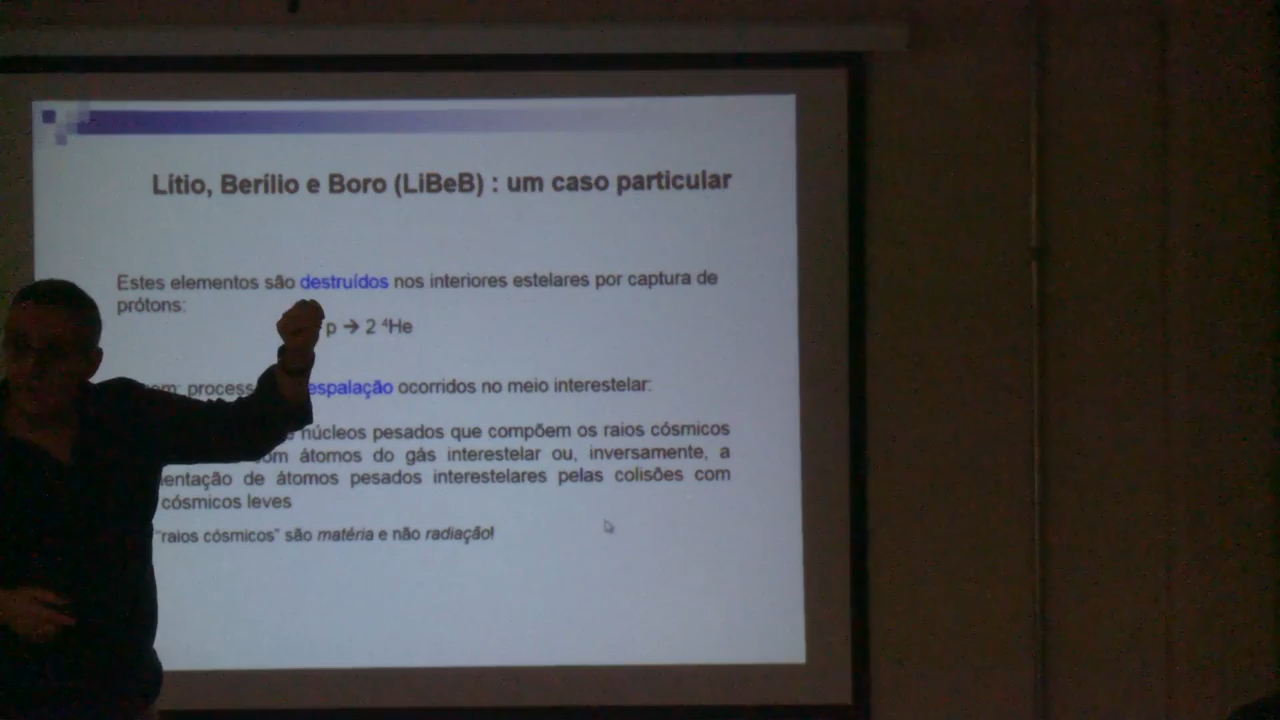 Lítio, Berílio e Boro (LiBeB) : um caso particular
Estes elementos são destruídos nos interiores estelares por captura de
prótons:
p → 2 ⁴He
espalação ocorridos no meio interestelar:
núcleos pesados que compõem os raios cósmicos
átomos do gás interestelar ou, inversamente, a
de átomos pesados interestelares pelas colisões com
cósmicos leves
"raios cósmicos" são matéria e não radiação!